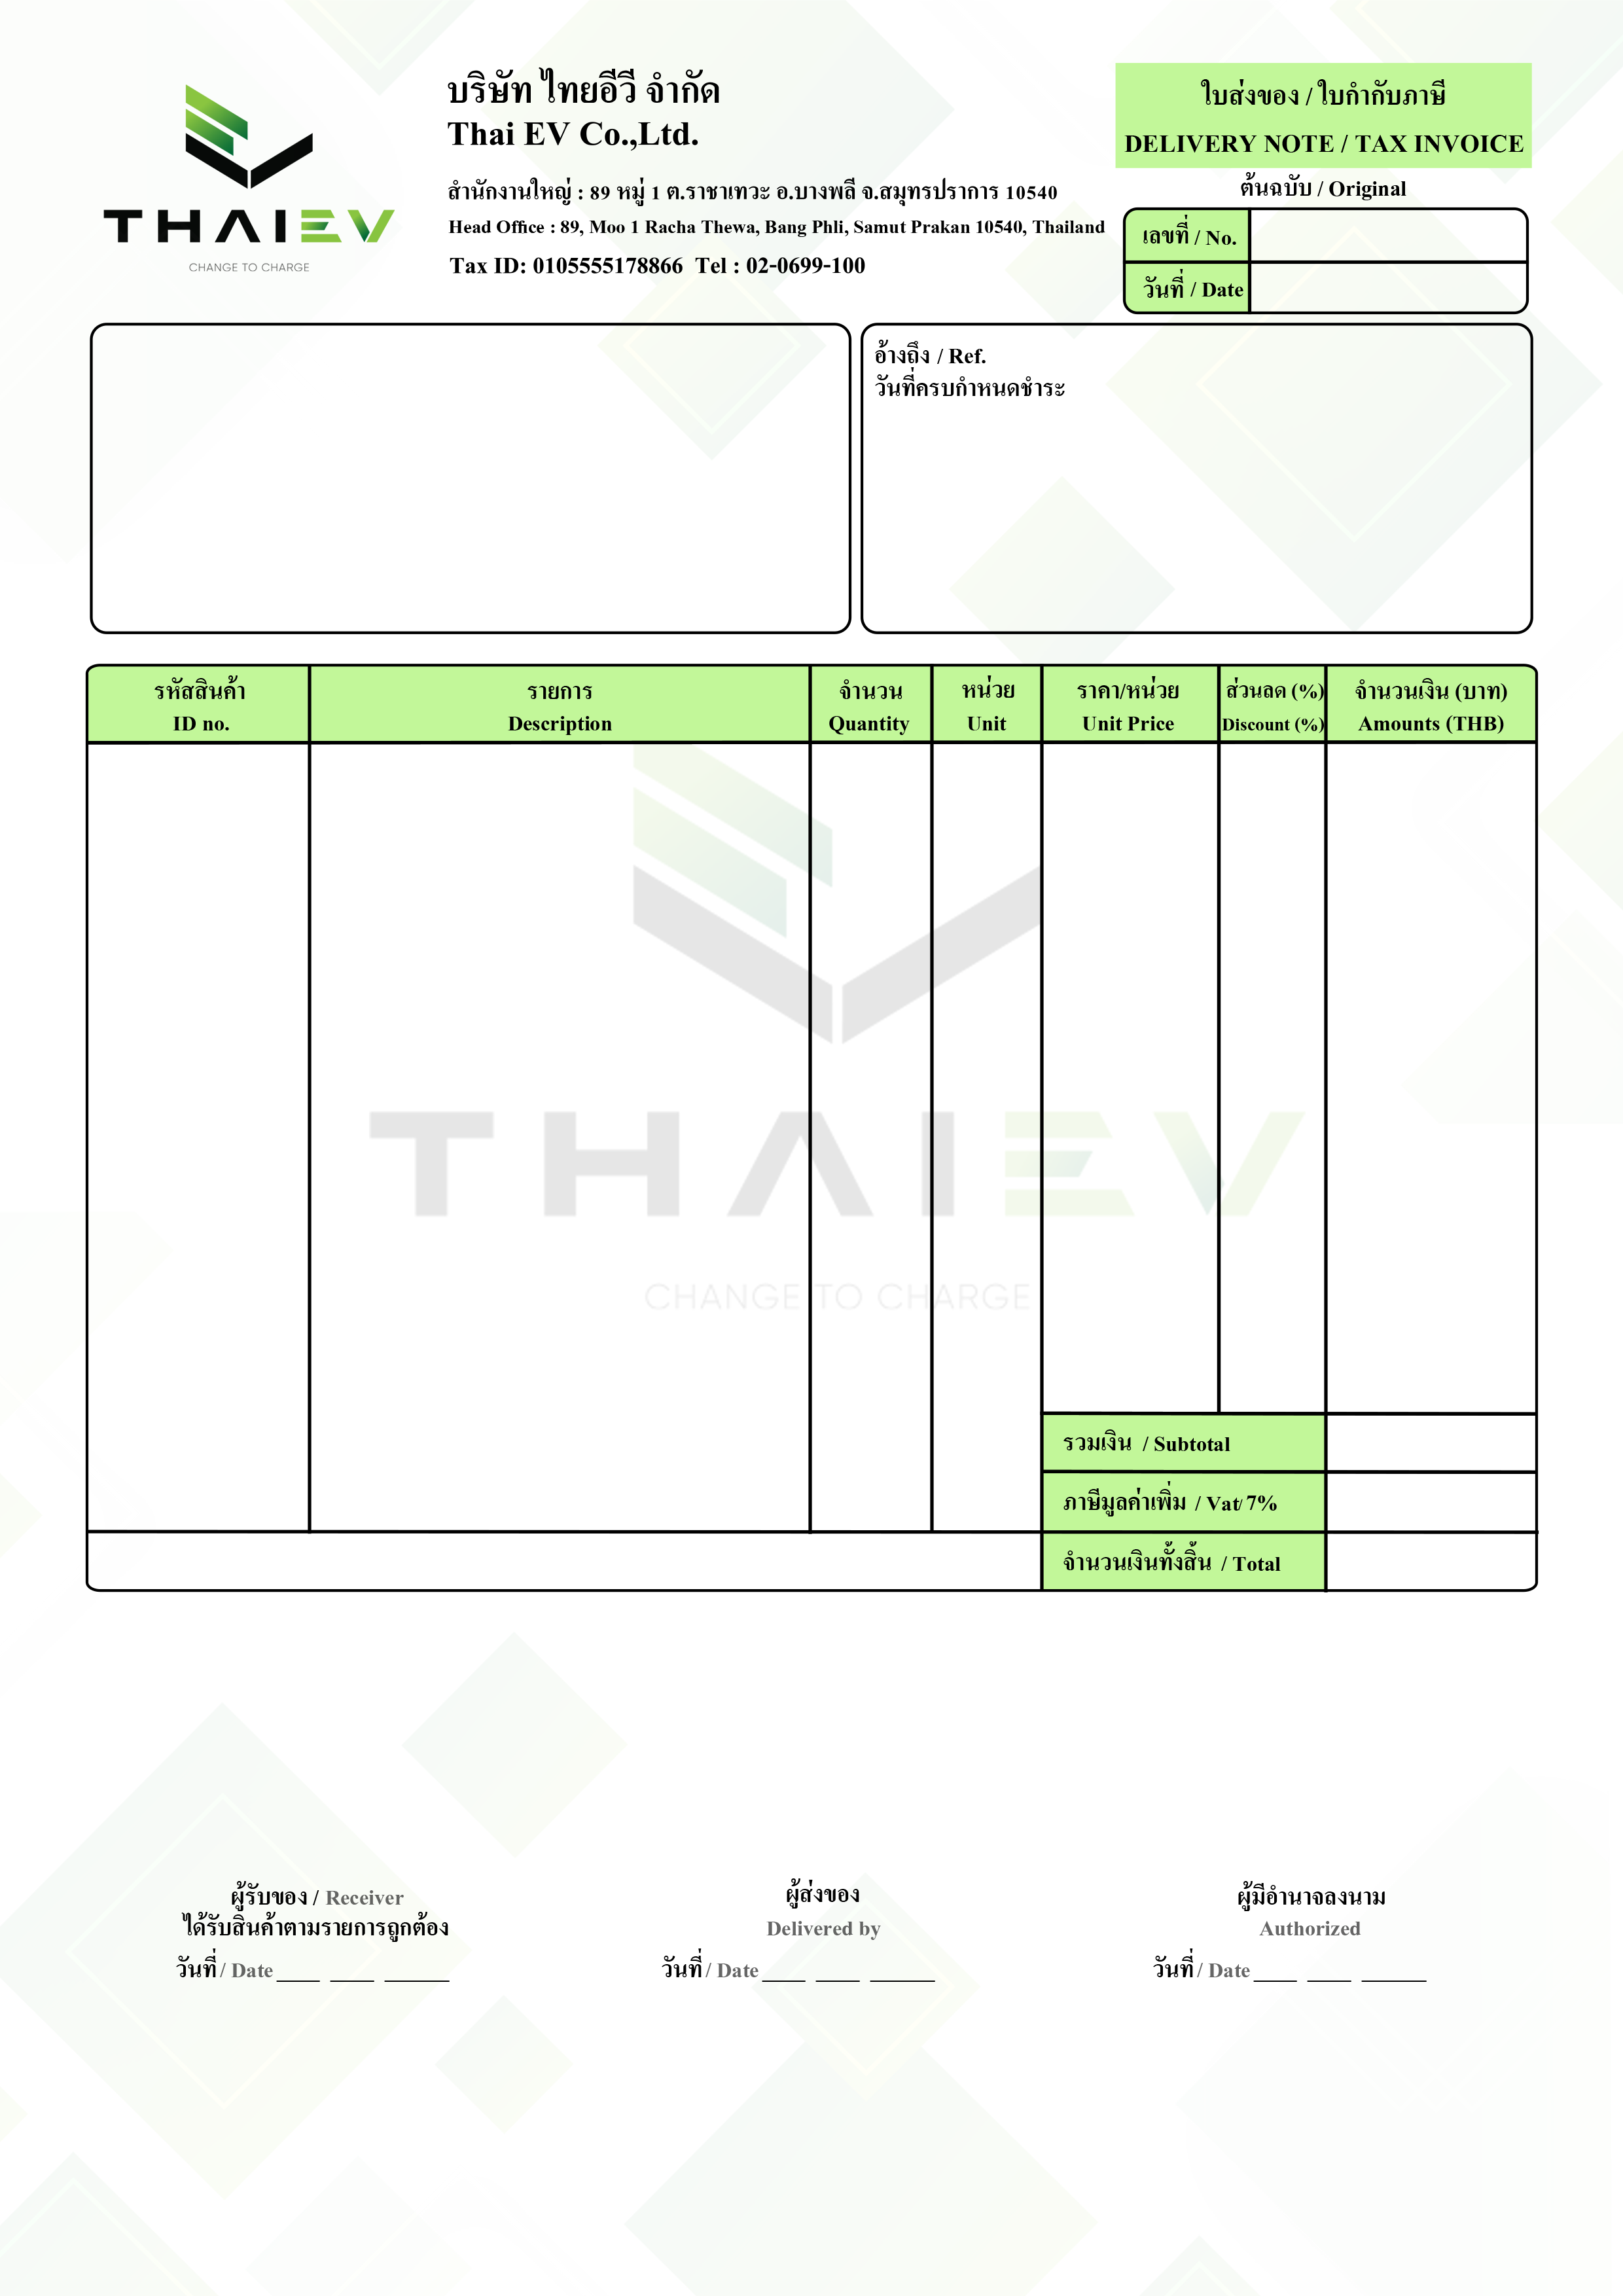 THAIEV
CHANGE TO CHARGE
บริษัท ไทยอีวี จำกัด
Thai EV Co.,Ltd.
สำนักงานใหญ่ : 89 หมู่ 1 ต.ราชาเทวะ อ.บางพลี จ.สมุทรปราการ 10540
Head Office : 89, Moo 1 Racha Thewa, Bang Phli, Samut Prakan 10540, Thailand
Tax ID: 0105555178866 Tel : 02-0699-100
ใบส่งของ / ใบกำกับภาษี
DELIVERY NOTE / TAX INVOICE
ต้นฉบับ / Original
เลขที่ / No.
วันที่ / Date
อ้างถึง / Ref.
วันที่ครบกำหนดชำระ
รหัสสินค้า รายการ จำนวน หน่วย ราคา/หน่วย ส่วนลด (%) จำนวนเงิน (บาท)
ID no. Description Quantity Unit Unit Price Discount (%) Amounts (THB)
THAIEV
CHANGE TO CHARGE
รวมเงิน / Subtotal
ภาษีมูลค่าเพิ่ม / Vat/ 7%
จำนวนเงินทั้งสิ้น / Total
ผู้รับของ / Receiver
ได้รับสินค้าตามรายการถูกต้อง
วันที่ / Date ____ ____ ______
ผู้ส่งของ
Delivered by
วันที่ / Date ____ ____ ______
ผู้มีอำนาจลงนาม
Authorized
วันที่ / Date ____ ____ ______